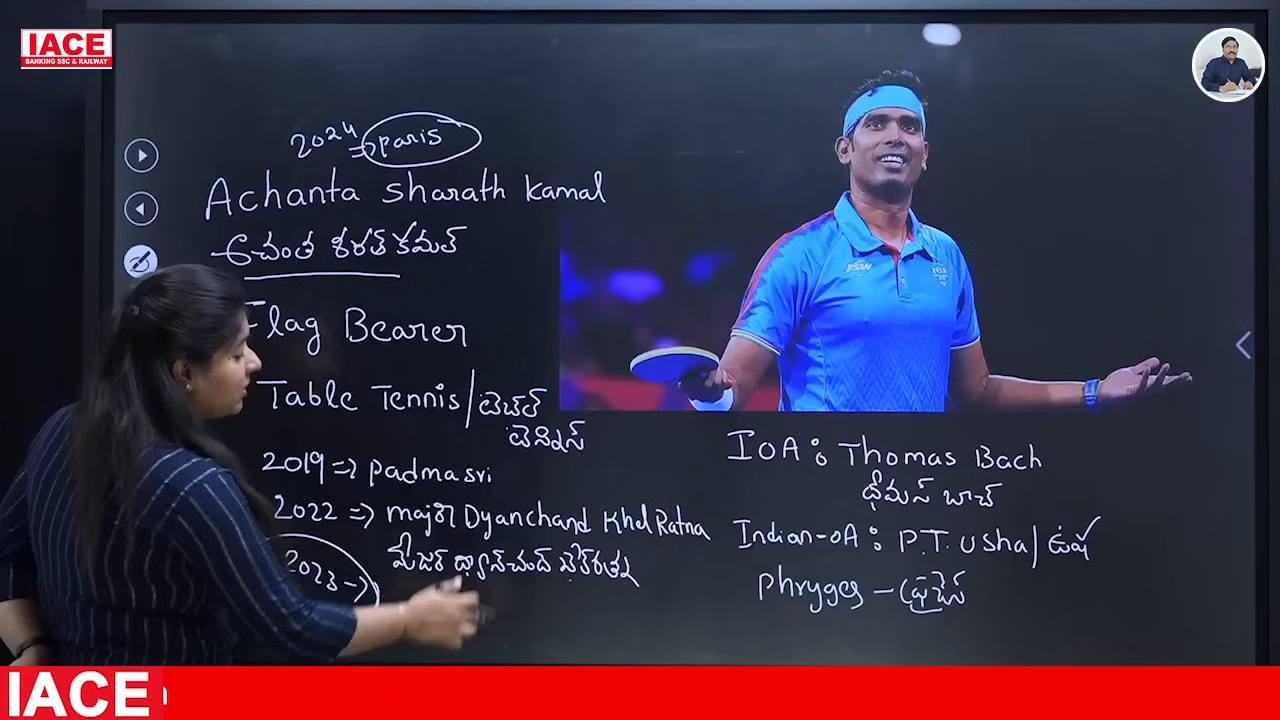 IACE
BANKING SSC & RAILWAY
2024 => paris
Achanta sharath kamal
ఆచంత శరత్ కమల్
Flag Bearer
Table Tennis / టెబుల్
టెన్నిస్
2019 => padmasri
2022 => major Dyanchand Khel Ratna
మేజర్ ద్యాన్ చంద్ ఖేల్ రత్న
2023 →
JSW
INDIA
IOA : Thomas Bach
థామస్ బాచ్
Indian-OA : P.T. Usha / ఉష
Phryges - ఫ్రైజెస్
IACE